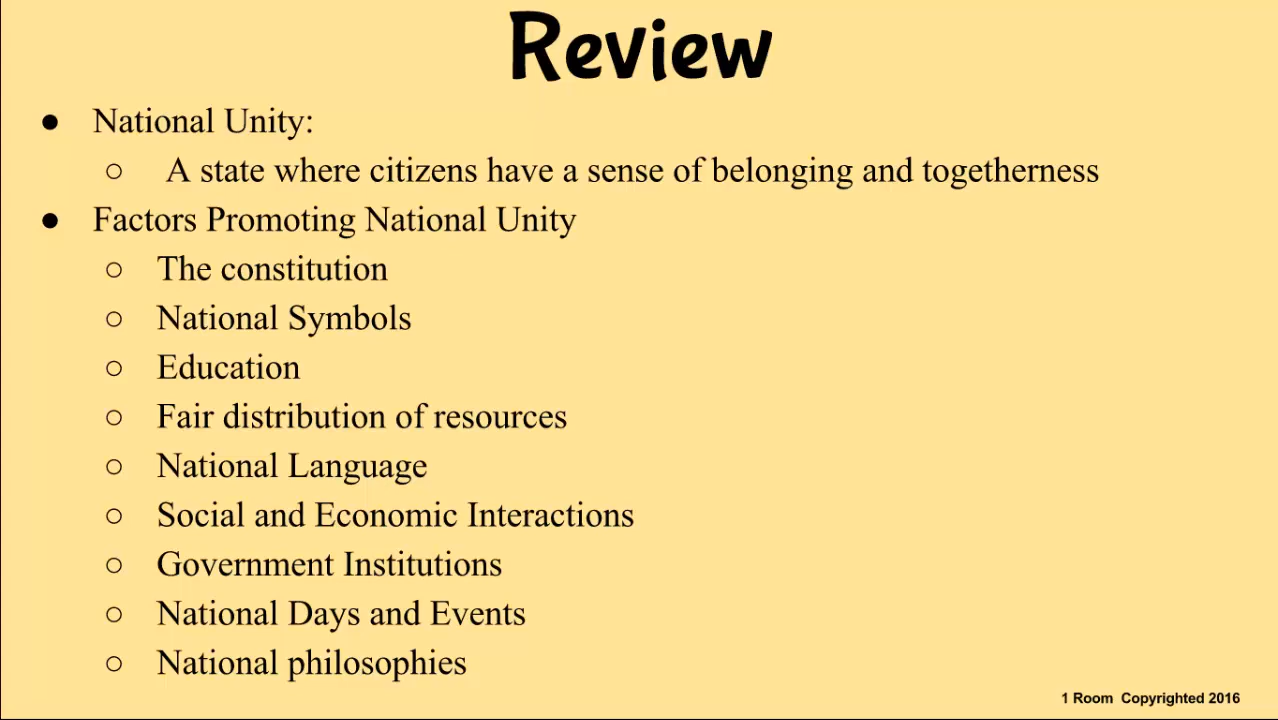 Review
● National Unity:
○ A state where citizens have a sense of belonging and togetherness
● Factors Promoting National Unity
○ The constitution
○ National Symbols
○ Education
○ Fair distribution of resources
○ National Language
○ Social and Economic Interactions
○ Government Institutions
○ National Days and Events
○ National philosophies
1 Room Copyrighted 2016